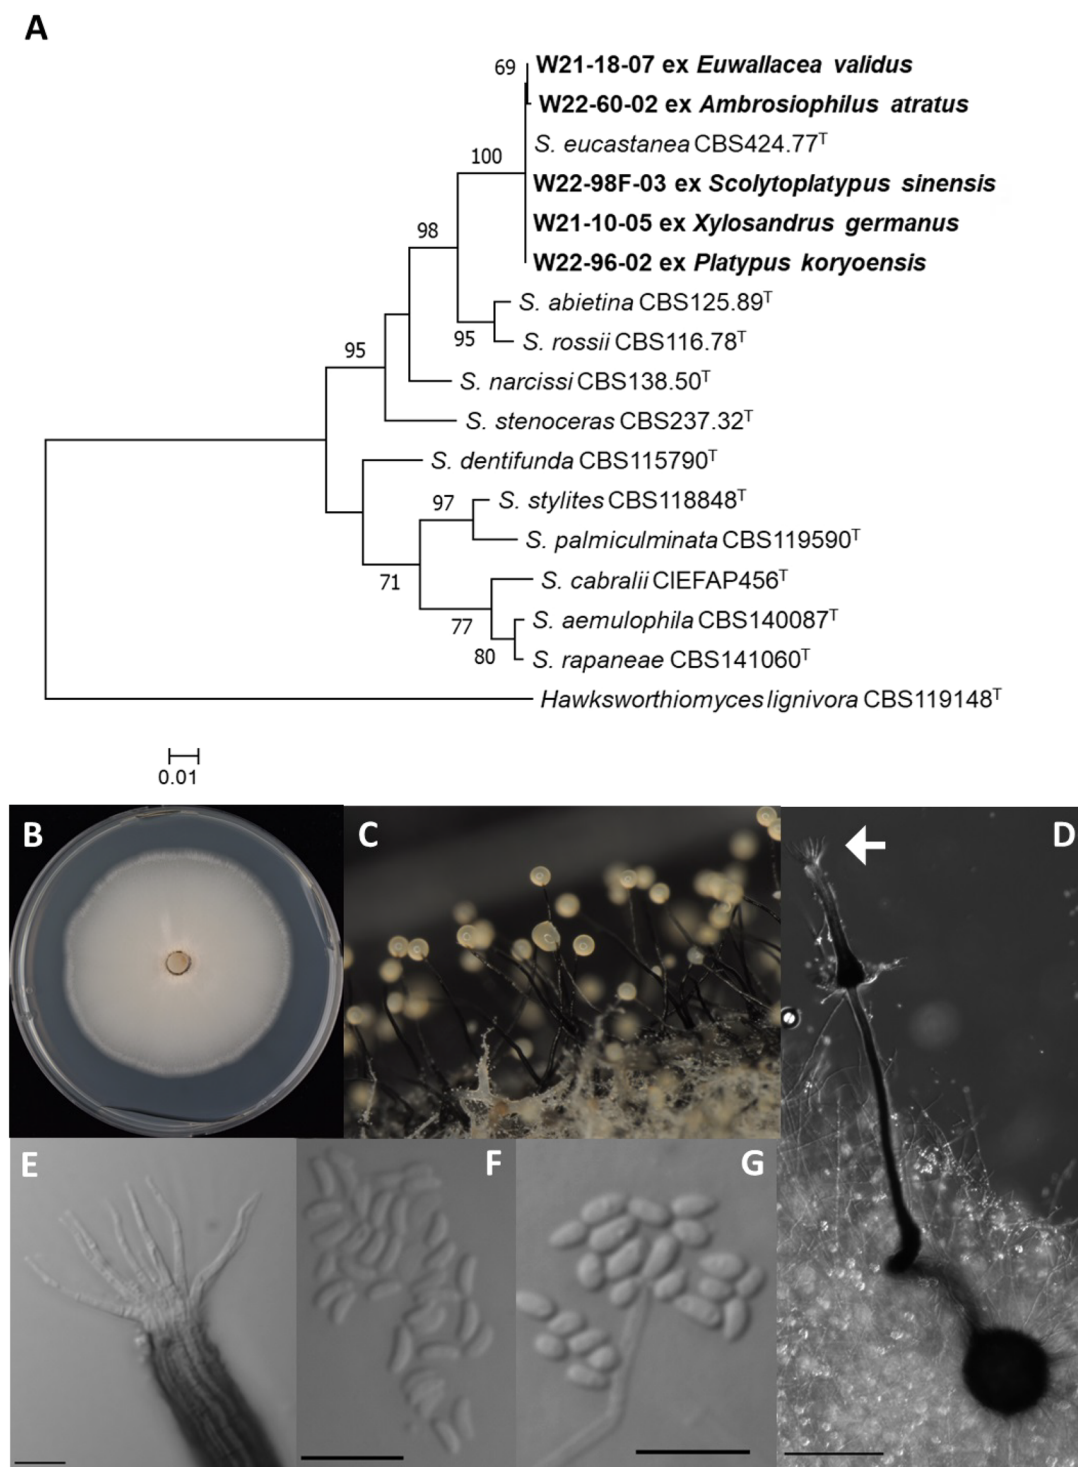 A
69
W21-18-07 ex Euwallacea validus
W22-60-02 ex Ambrosiophilus atratus
S. eucastanea CBS424.77T
100
W22-98F-03 ex Scolytoplatypus sinensis
W21-10-05 ex Xylosandrus germanus
98
W22-96-02 ex Platypus koryoensis
S. abietina CBS125.89T
95
S. rossii CBS116.78T
95
S. narcissi CBS138.50T
S. stenoceras CBS237.32T
S. dentifunda CBS115790T
97
S. stylites CBS118848T
S. palmiculminata CBS119590T
71
S. cabralii CIEFAP456T
77
S. aemulophila CBS140087T
80
S. rapaneae CBS141060T
Hawksworthiomyces lignivora CBS119148T
0.01
B
C
D
E
F
G